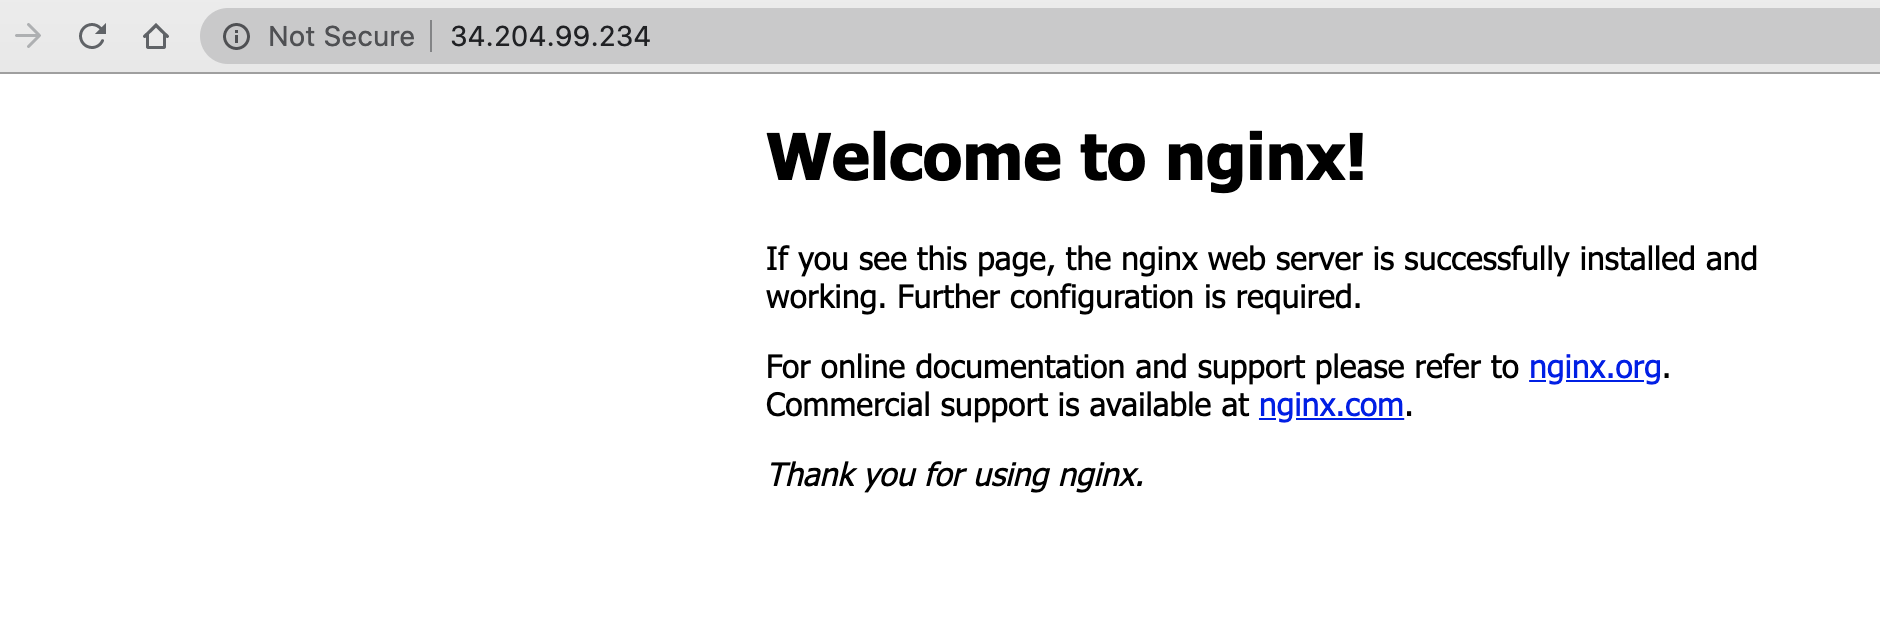 Not Secure 34.204.99.234
Welcome to nginx!
If you see this page, the nginx web server is successfully installed and
working. Further configuration is required.
For online documentation and support please refer to nginx.org.
Commercial support is available at nginx.com.
Thank you for using nginx.